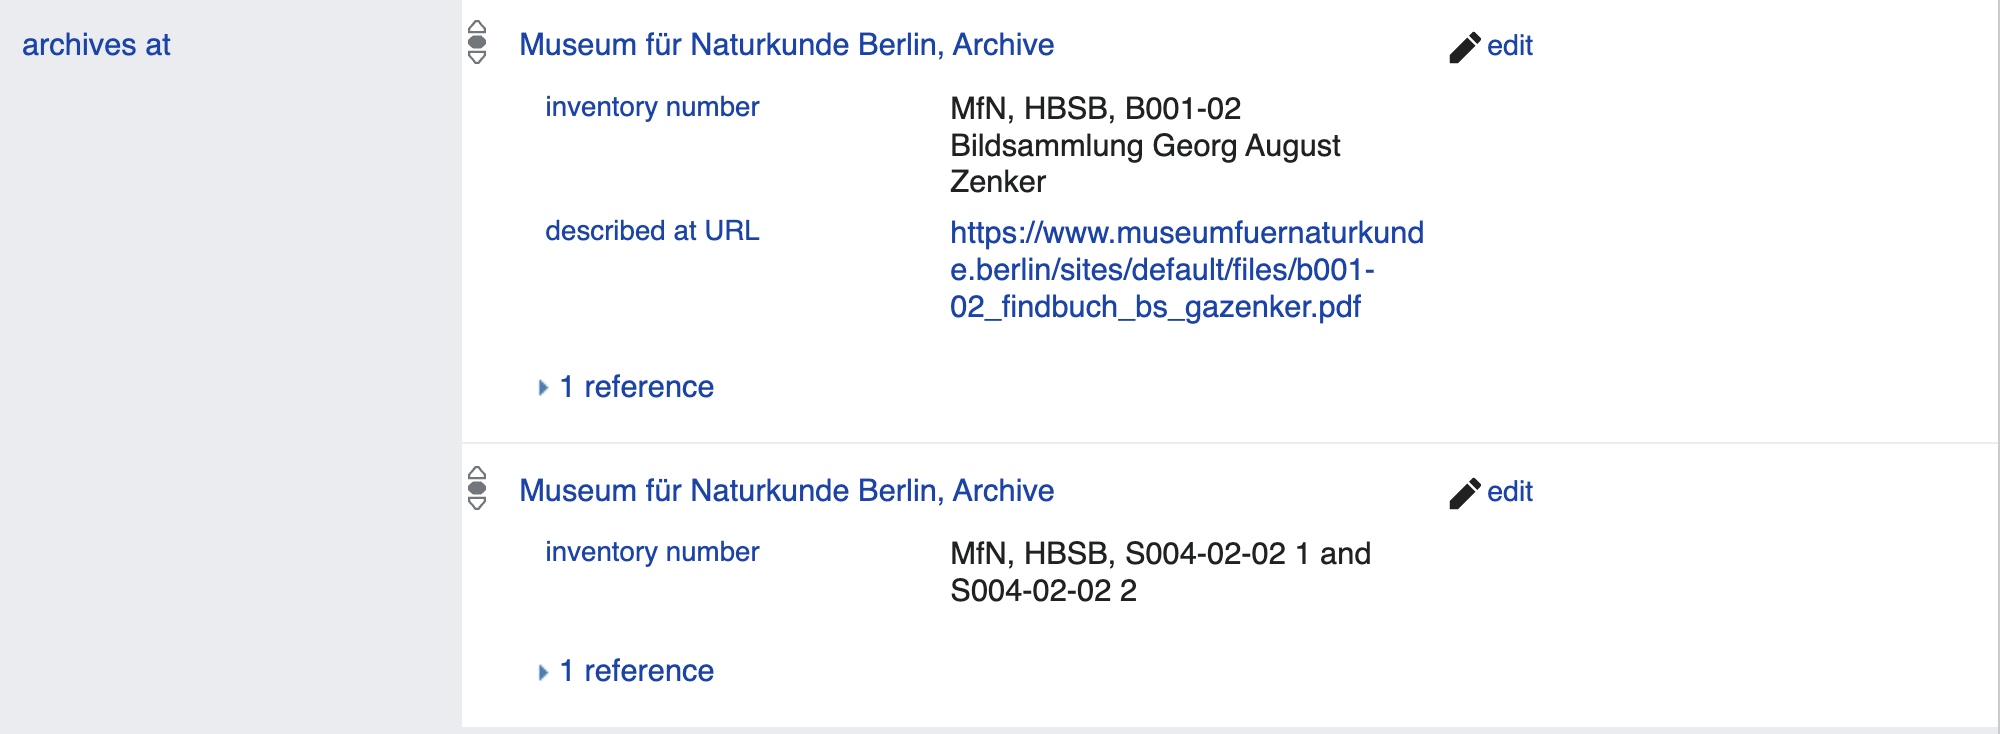 archives at
Museum für Naturkunde Berlin, Archive
edit
inventory number
MfN, HBSB, B001-02
Bildsammlung Georg August
Zenker
described at URL
https://www.museumfuernaturkund
e.berlin/sites/default/files/b001-
02_findbuch_bs_gazenker.pdf
1 reference
Museum für Naturkunde Berlin, Archive
edit
inventory number
MfN, HBSB, S004-02-02 1 and
S004-02-02 2
1 reference